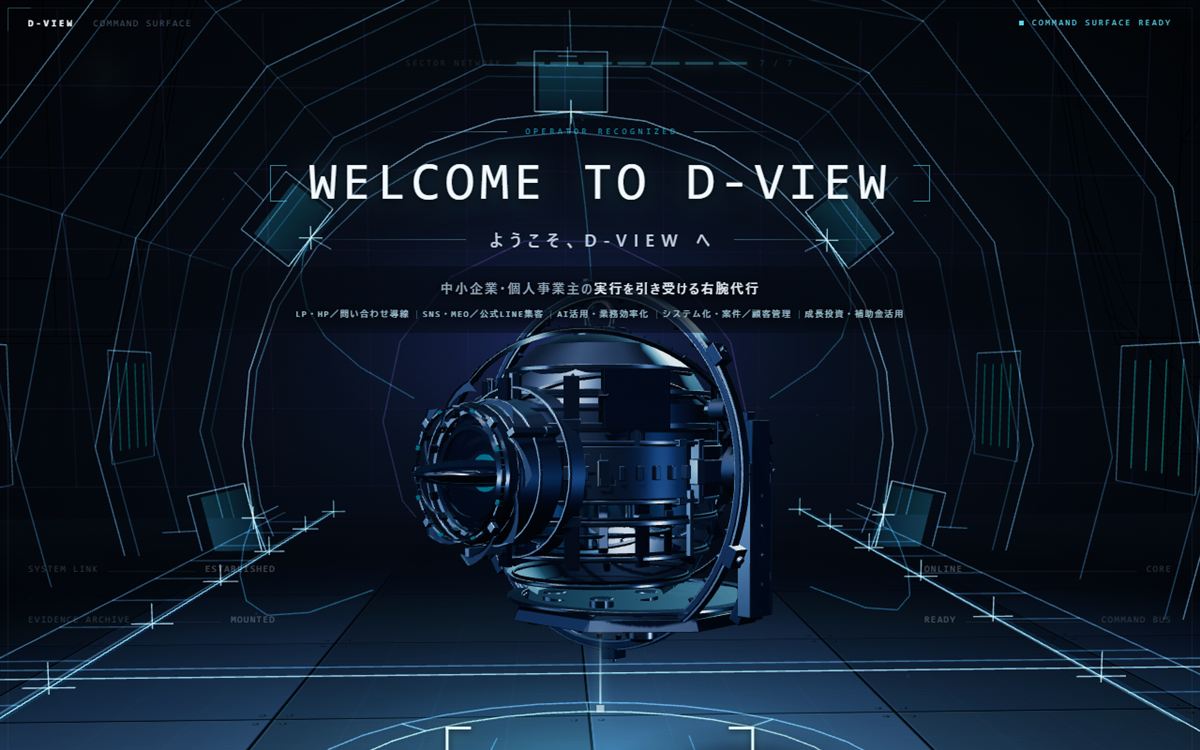 D-VIEW COMMAND SURFACE
COMMAND SURFACE READY
SECTOR NETWORK 7 / 7
OPERATOR RECOGNIZED
WELCOME TO D-VIEW
ようこそ、D-VIEW へ
中小企業・個人事業主の実行を引き受ける右腕代行
LP・HP／問い合わせ導線 | SNS・MEO／公式LINE集客 | AI活用・業務効率化 | システム化・案件／顧客管理 | 成長投資・補助金活用
SYSTEM LINK ESTABLISHED
ONLINE CORE
EVIDENCE ARCHIVE MOUNTED
READY COMMAND BUS